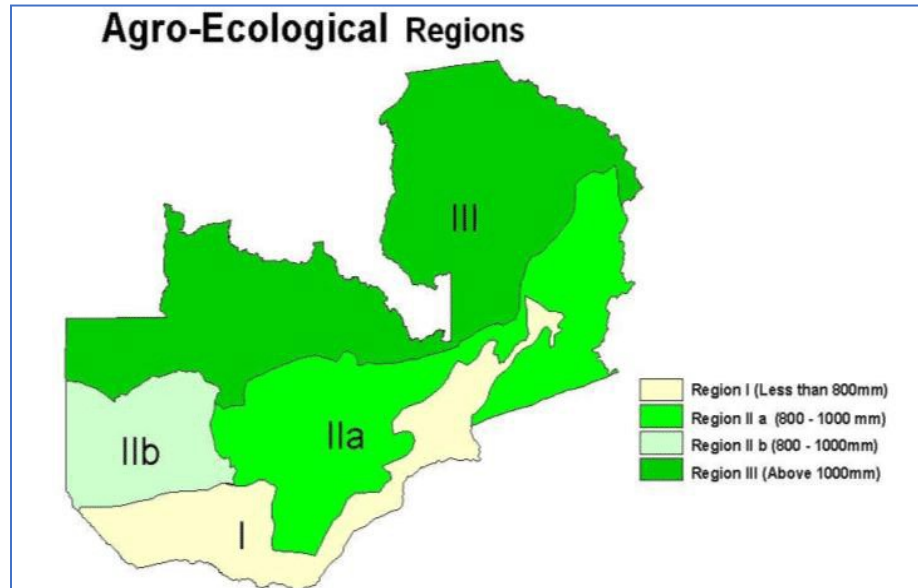 Agro-Ecological Regions
III
IIb
IIa
I
Region I (Less than 800mm)
Region II a (800 - 1000 mm)
Region II b (800 - 1000mm)
Region III (Above 1000mm)